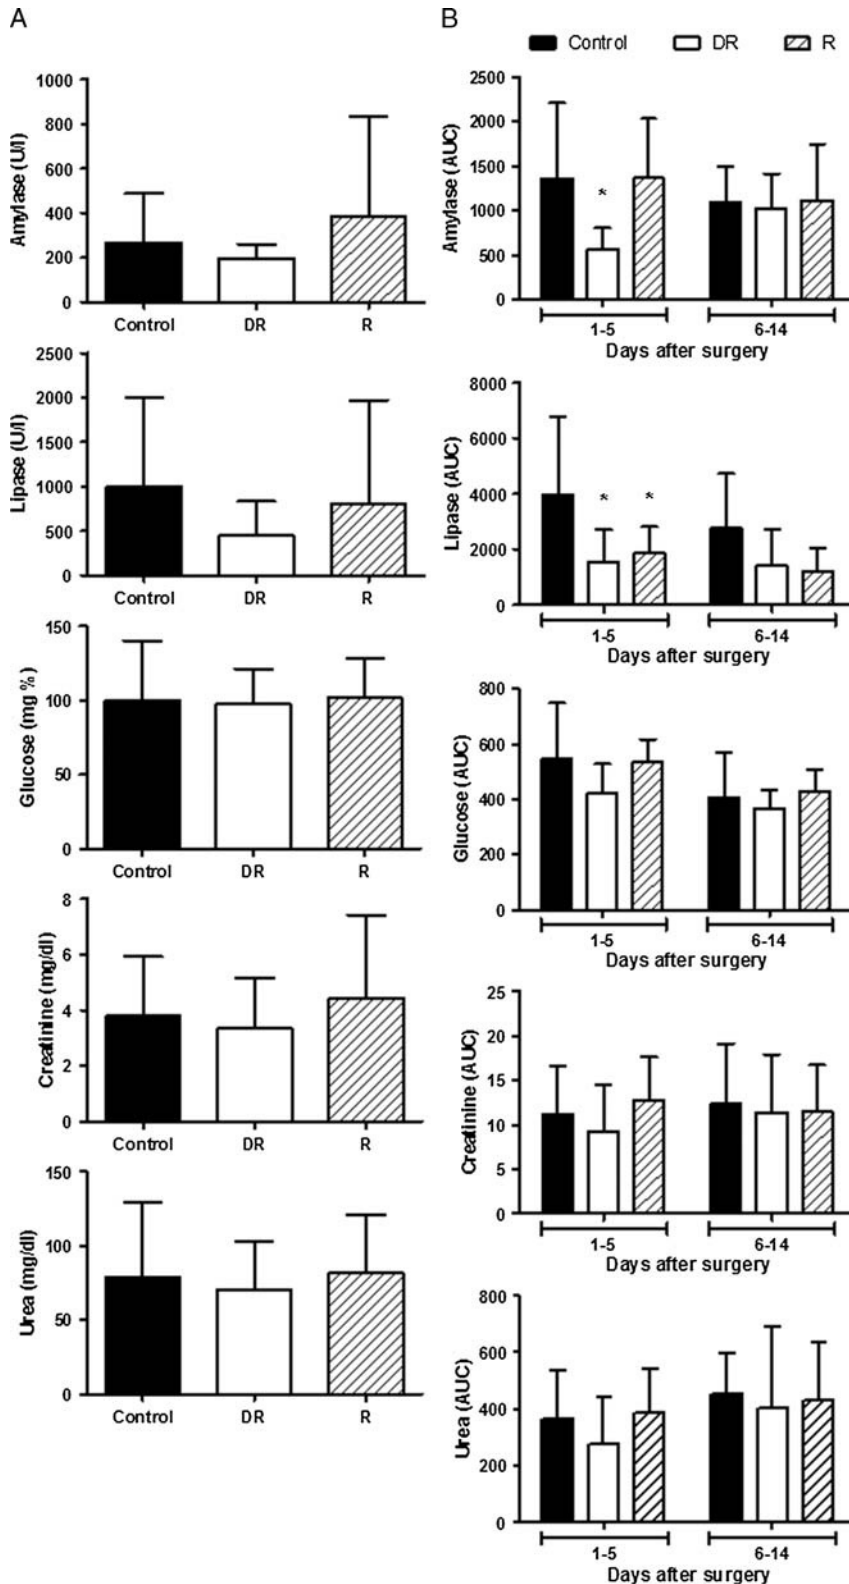 A
1000
800
600
400
200
0
Amylase (U/l)
Control DR R
2500
2000
1500
1000
500
0
Lipase (U/l)
Control DR R
150
100
50
0
Glucose (mg %)
Control DR R
8
6
4
2
0
Creatinine (mg/dl)
Control DR R
150
100
50
0
Urea (mg/dl)
Control DR R
B
Control DR R
2500
2000
1500
1000
500
0
Amylase (AUC)
*
1-5 6-14
Days after surgery
8000
6000
4000
2000
0
Lipase (AUC)
* *
1-5 6-14
Days after surgery
800
600
400
200
0
Glucose (AUC)
1-5 6-14
Days after surgery
25
20
15
10
5
0
Creatinine (AUC)
1-5 6-14
Days after surgery
800
600
400
200
0
Urea (AUC)
1-5 6-14
Days after surgery